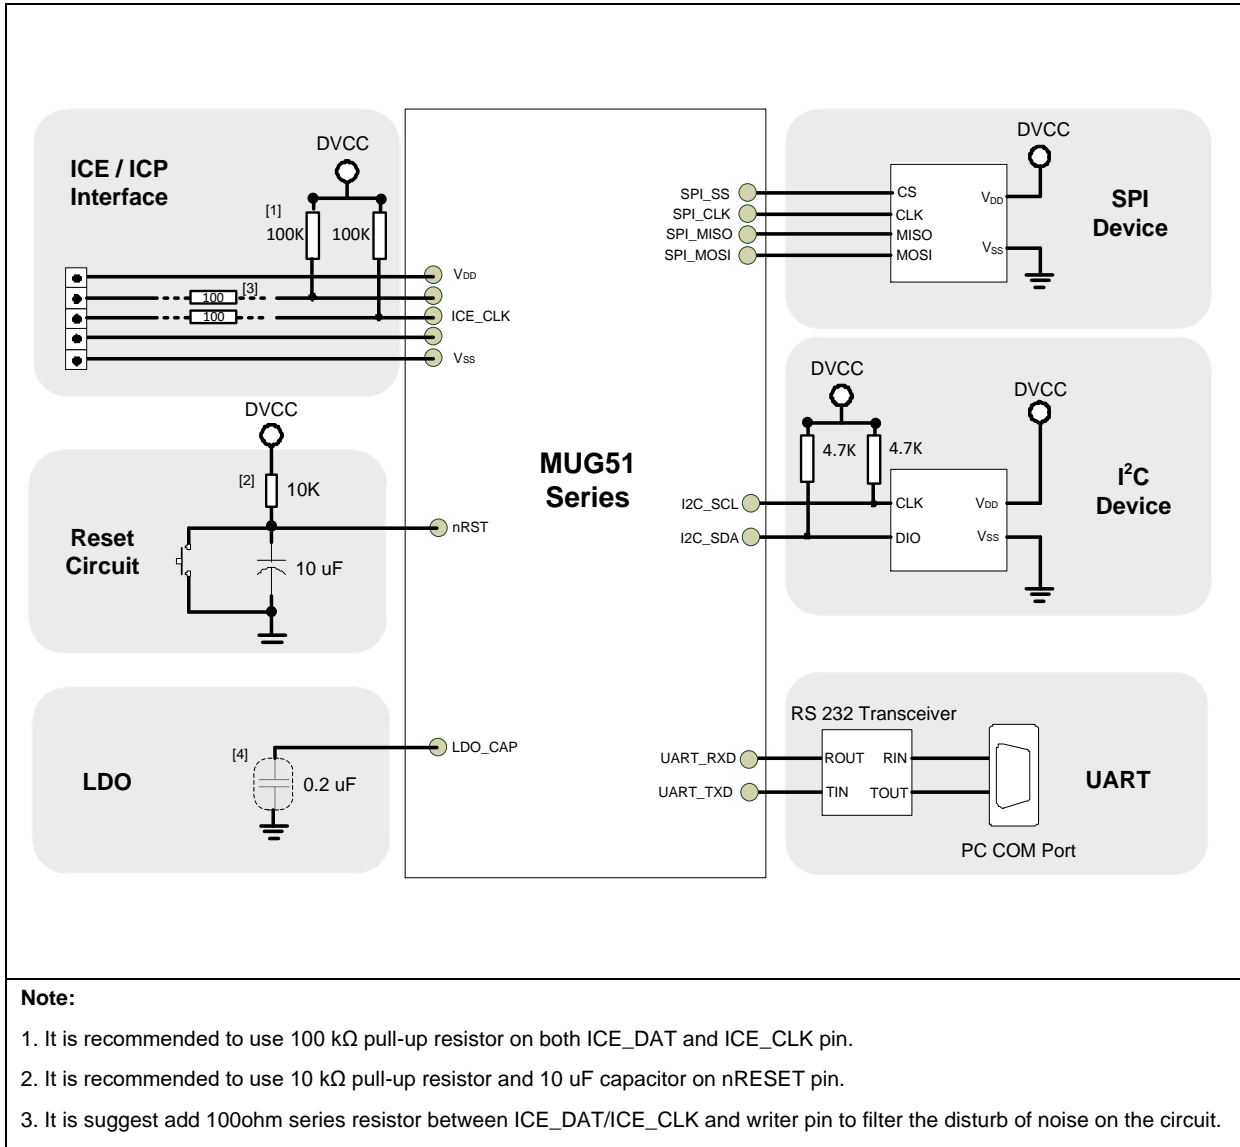 ICE / ICP
Interface
DVCC
[1]
100K
100K
[3]
100
100
VDD
ICE_CLK
VSS
DVCC
[2]
10K
Reset
Circuit
10 uF
nRST
LDO
[4]
0.2 uF
LDO_CAP
MUG51
Series
SPI_SS
SPI_CLK
SPI_MISO
SPI_MOSI
CS
CLK
MISO
MOSI
VDD
VSS
DVCC
SPI
Device
DVCC
4.7K
4.7K
DVCC
I2C_SCL
I2C_SDA
CLK
DIO
VDD
VSS
I²C
Device
RS 232 Transceiver
UART_RXD
UART_TXD
ROUT RIN
TIN TOUT
UART
PC COM Port
Note:
1. It is recommended to use 100 kΩ pull-up resistor on both ICE_DAT and ICE_CLK pin.
2. It is recommended to use 10 kΩ pull-up resistor and 10 uF capacitor on nRESET pin.
3. It is suggest add 100ohm series resistor between ICE_DAT/ICE_CLK and writer pin to filter the disturb of noise on the circuit.